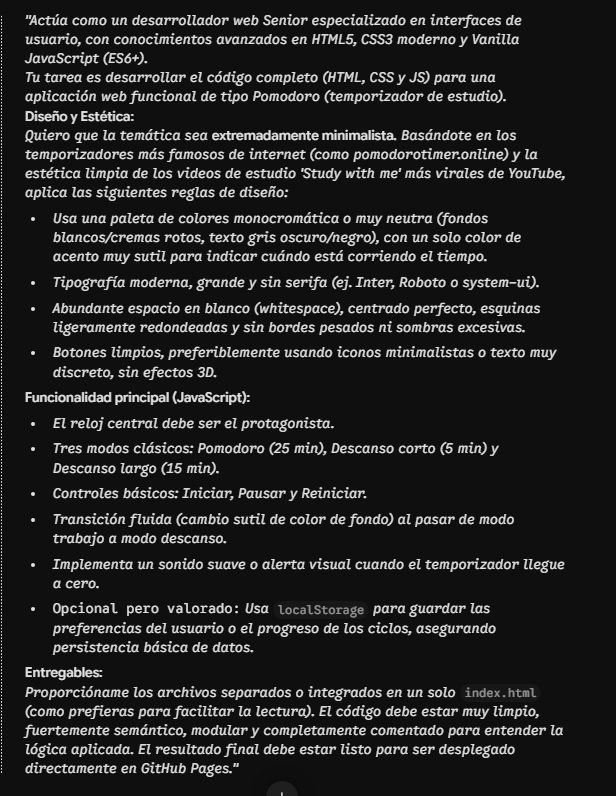 "Actúa como un desarrollador web Senior especializado en interfaces de
usuario, con conocimientos avanzados en HTML5, CSS3 moderno y Vanilla
JavaScript (ES6+).
Tu tarea es desarrollar el código completo (HTML, CSS y JS) para una
aplicación web funcional de tipo Pomodoro (temporizador de estudio).
Diseño y Estética:
Quiero que la temática sea extremadamente minimalista. Basándote en los
temporizadores más famosos de internet (como pomodorotimer.online) y la
estética limpia de los videos de estudio 'Study with me' más virales de YouTube,
aplica las siguientes reglas de diseño:
• Usa una paleta de colores monocromática o muy neutra (fondos
blancos/cremas rotos, texto gris oscuro/negro), con un solo color de
acento muy sutil para indicar cuándo está corriendo el tiempo.
• Tipografía moderna, grande y sin serifa (ej. Inter, Roboto o system-ui).
• Abundante espacio en blanco (whitespace), centrado perfecto, esquinas
ligeramente redondeadas y sin bordes pesados ni sombras excesivas.
• Botones limpios, preferiblemente usando iconos minimalistas o texto muy
discreto, sin efectos 3D.
Funcionalidad principal (JavaScript):
• El reloj central debe ser el protagonista.
• Tres modos clásicos: Pomodoro (25 min), Descanso corto (5 min) y
Descanso largo (15 min).
• Controles básicos: Iniciar, Pausar y Reiniciar.
• Transición fluida (cambio sutil de color de fondo) al pasar de modo
trabajo a modo descanso.
• Implementa un sonido suave o alerta visual cuando el temporizador llegue
a cero.
• Opcional pero valorado: Usa localStorage para guardar las
preferencias del usuario o el progreso de los ciclos, asegurando
persistencia básica de datos.
Entregables:
Proporcióname los archivos separados o integrados en un solo index.html
(como prefieras para facilitar la lectura). El código debe estar muy limpio,
fuertemente semántico, modular y completamente comentado para entender la
lógica aplicada. El resultado final debe estar listo para ser desplegado
directamente en GitHub Pages."